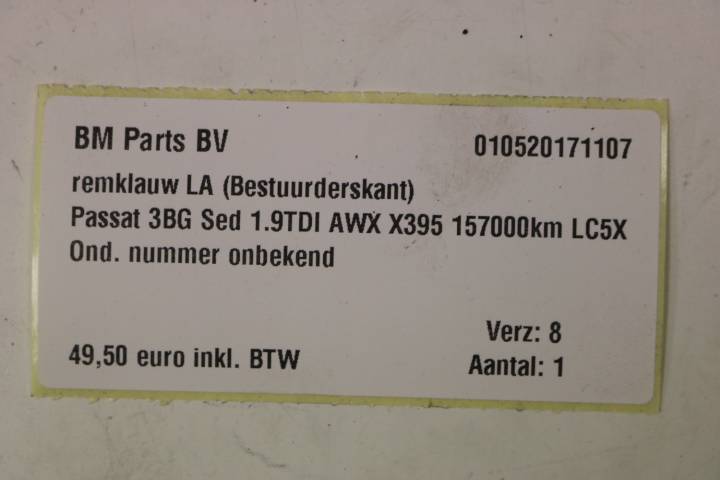 BM Parts BV 010520171107
remklauw LA (Bestuurderskant)
Passat 3BG Sed 1.9TDI AWX X395 157000km LC5X
Ond. nummer onbekend
Verz: 8
49,50 euro inkl. BTW Aantal: 1